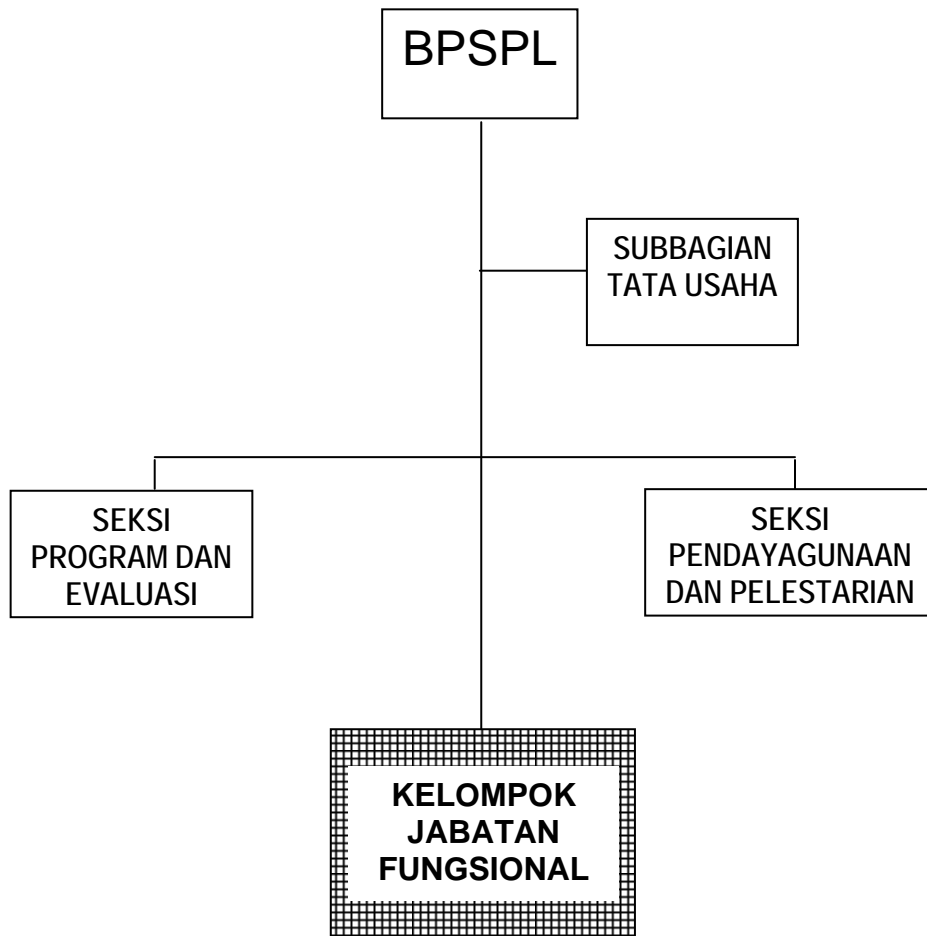 BPSPL
SUBBAGIAN
TATA USAHA
SEKSI
PROGRAM DAN
EVALUASI
SEKSI
PENDAYAGUNAAN
DAN PELESTARIAN
KELOMPOK
JABATAN
FUNGSIONAL